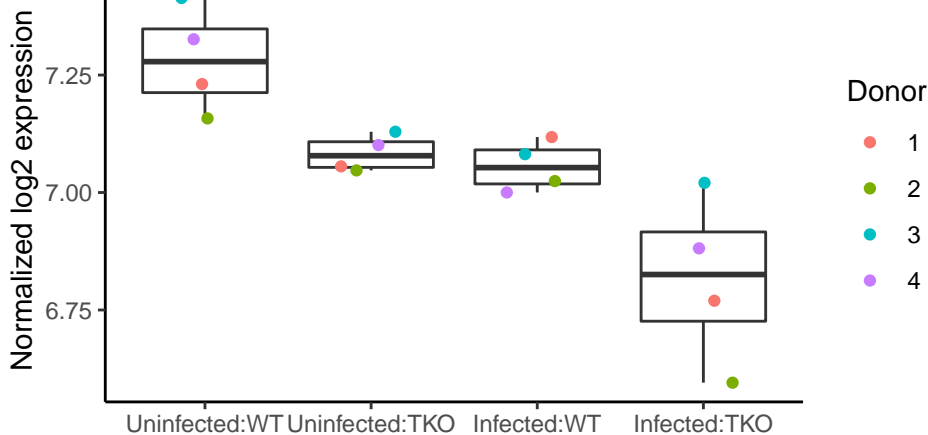 Normalized log2 expression
7.25
7.00
6.75
Uninfected:WT Uninfected:TKO Infected:WT Infected:TKO
Donor
1
2
3
4